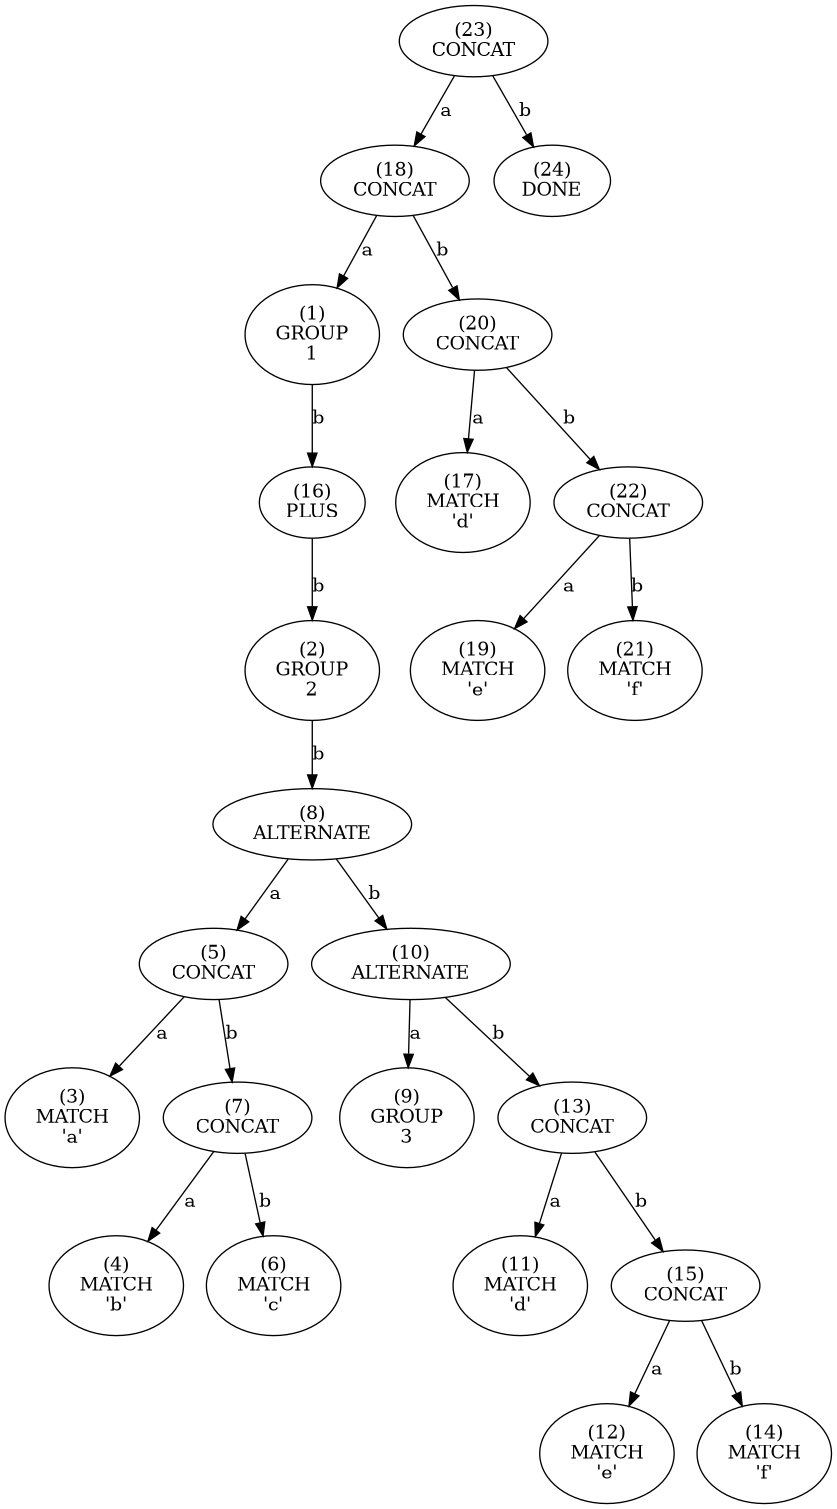 (23)
CONCAT
a
b
(18)
CONCAT
(24)
DONE
a
b
(1)
GROUP
1
(20)
CONCAT
b
a
b
(16)
PLUS
(17)
MATCH
'd'
(22)
CONCAT
b
a
b
(2)
GROUP
2
(19)
MATCH
'e'
(21)
MATCH
'f'
b
(8)
ALTERNATE
a
b
(5)
CONCAT
(10)
ALTERNATE
a
b
a
b
(3)
MATCH
'a'
(7)
CONCAT
(9)
GROUP
3
(13)
CONCAT
a
b
a
b
(4)
MATCH
'b'
(6)
MATCH
'c'
(11)
MATCH
'd'
(15)
CONCAT
a
b
(12)
MATCH
'e'
(14)
MATCH
'f'